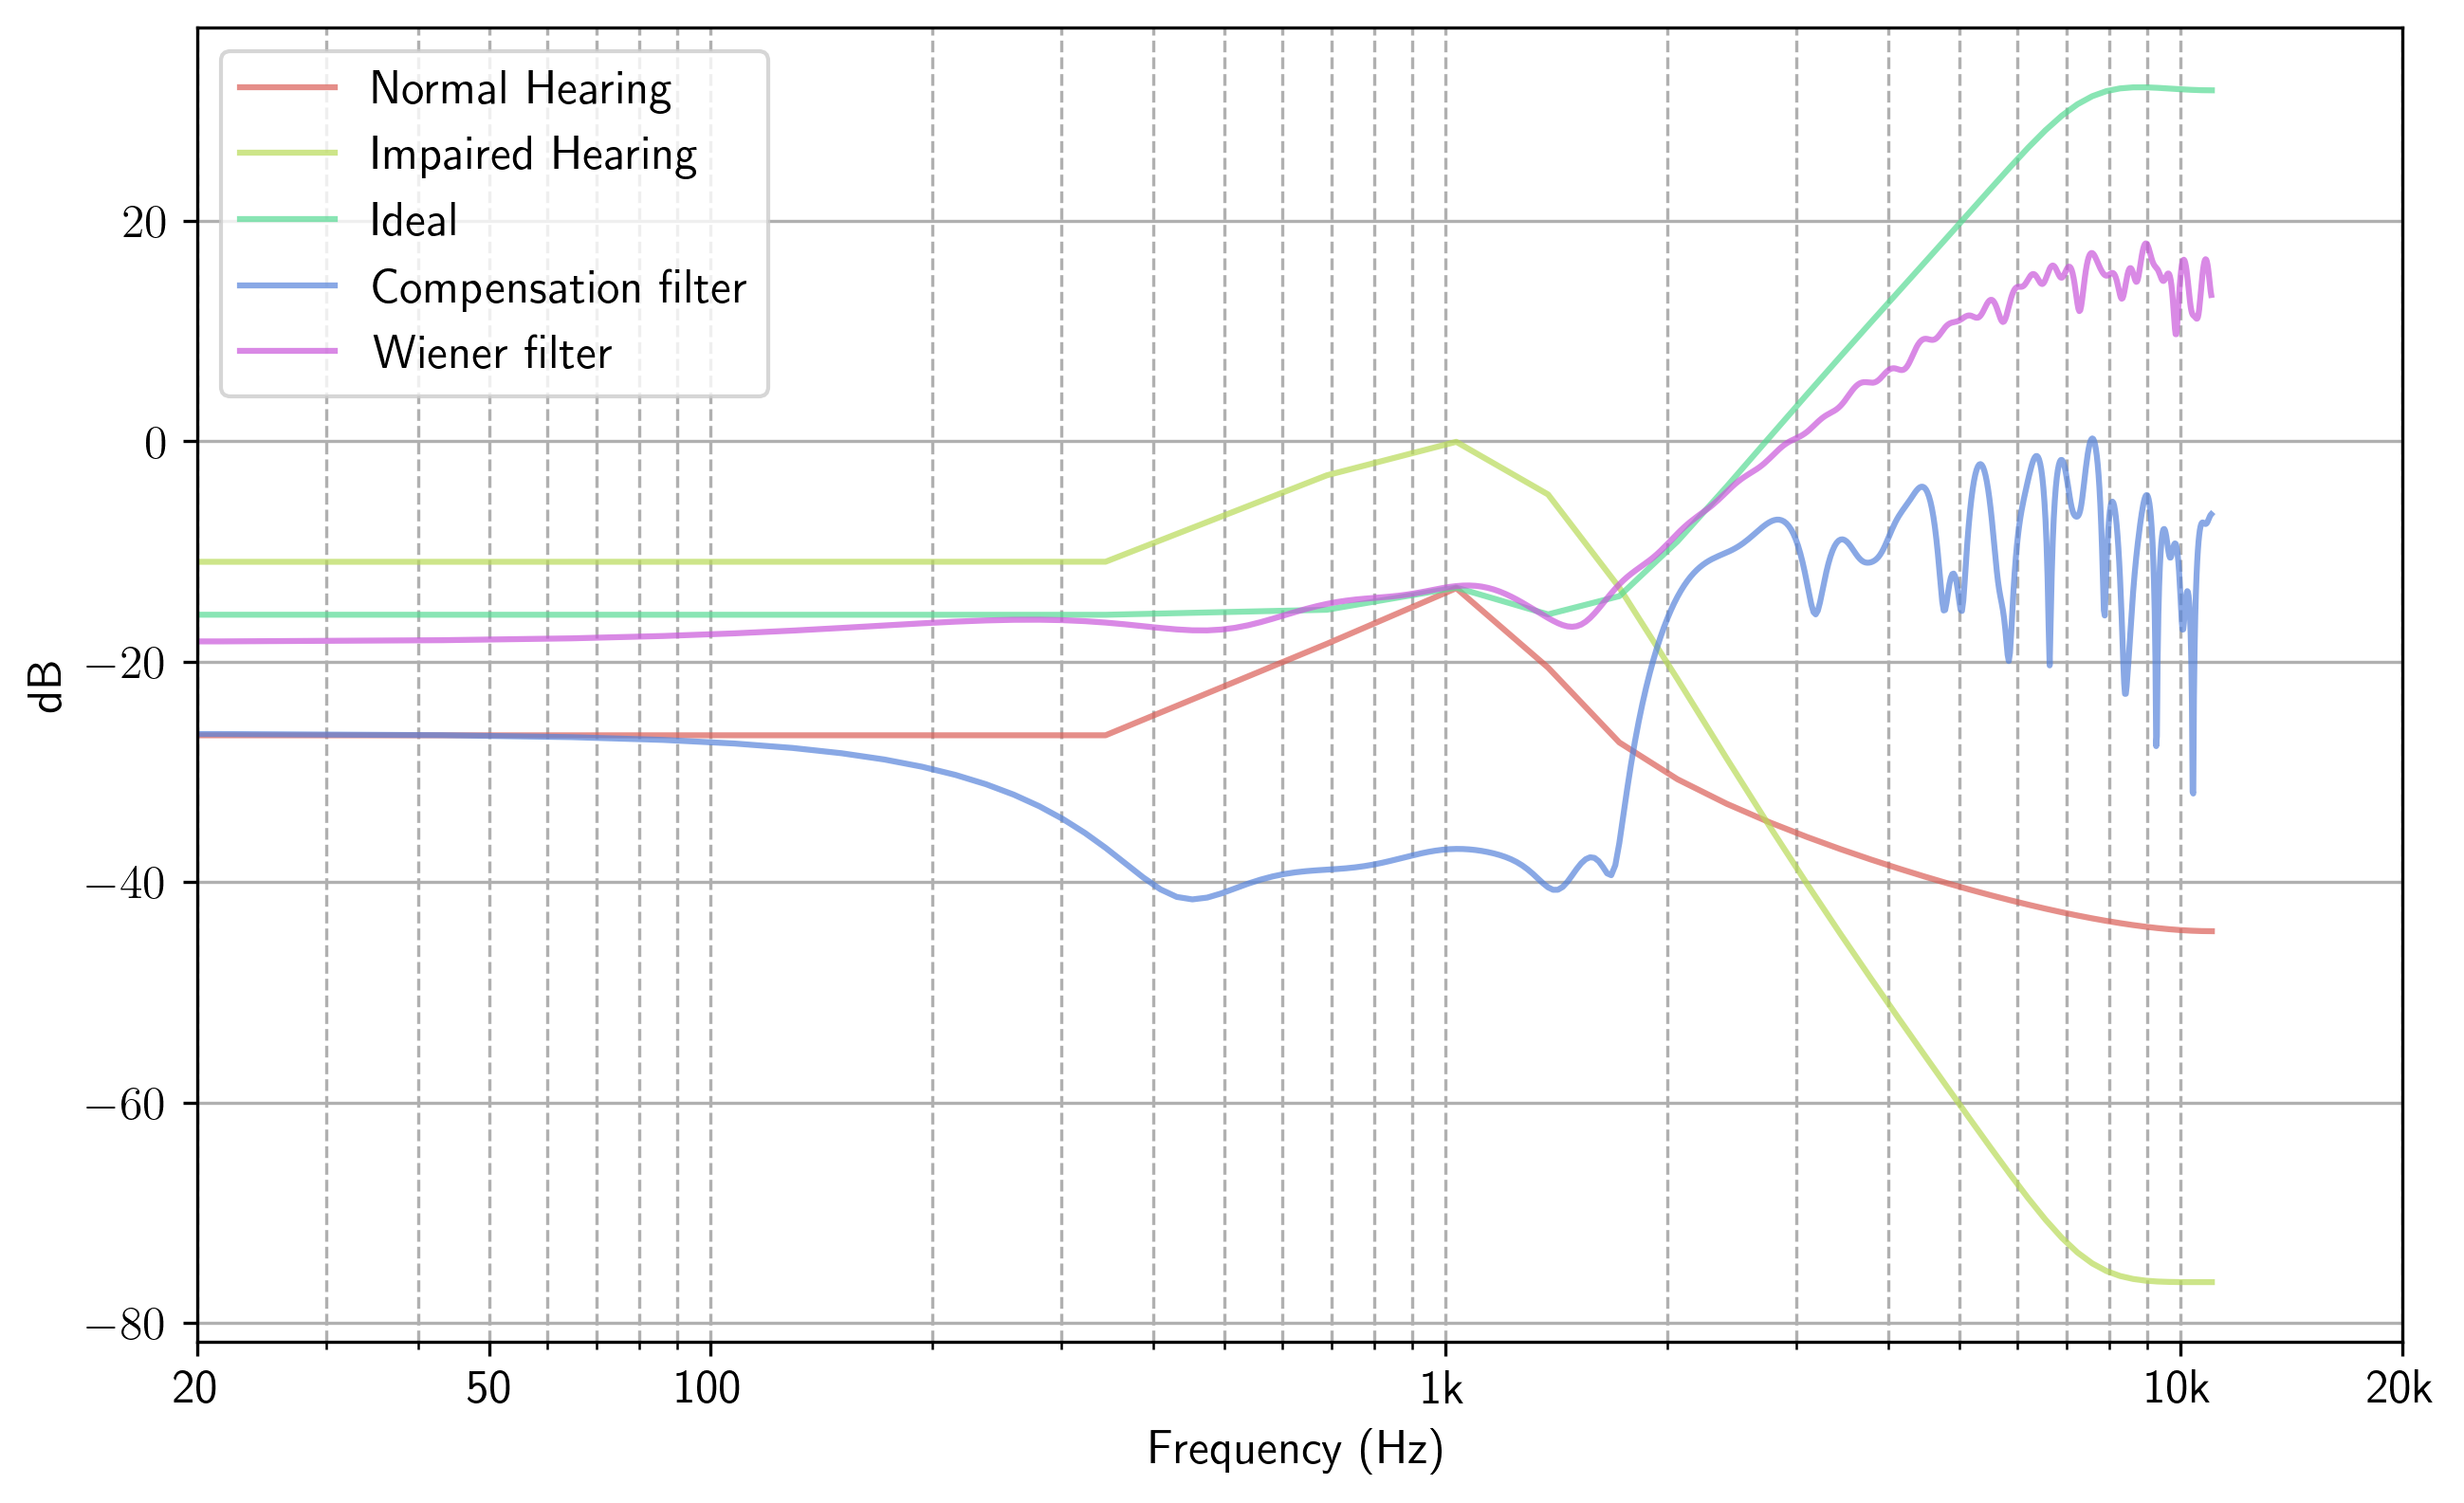 Normal Hearing
Impaired Hearing
Ideal
Compensation filter
Wiener filter
20
0
−20
−40
−60
−80
dB
20 50 100 1k 10k 20k
Frequency (Hz)